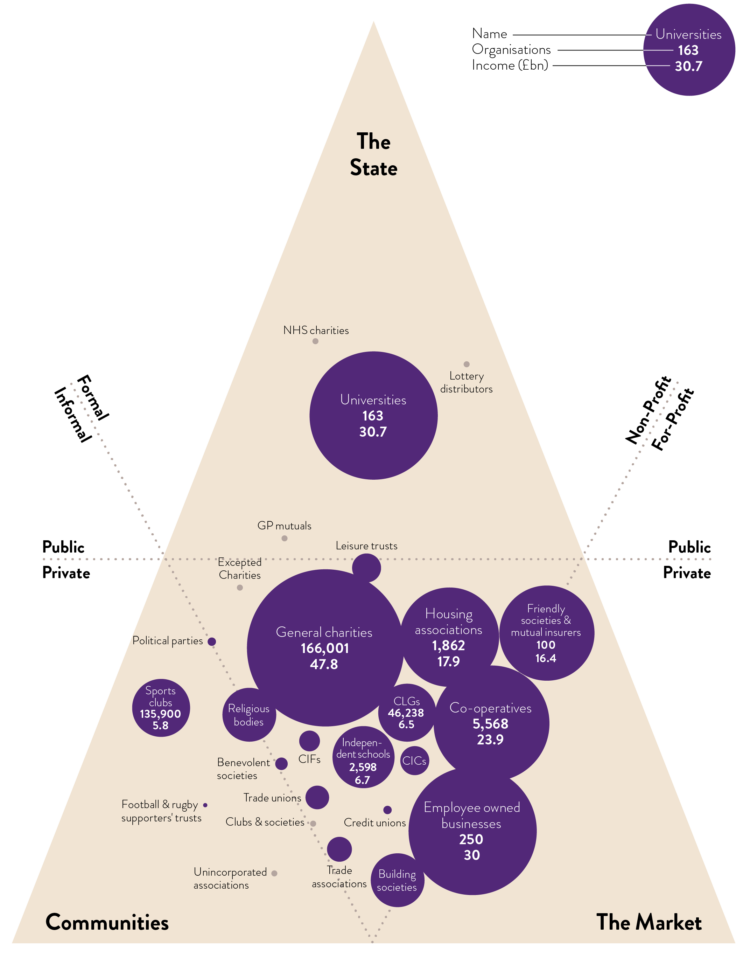 Name
Organisations
Income (£bn)
Universities
163
30.7
The
State
NHS charities
Lottery
distributors
Universities
163
30.7
Formal
Informal
Non-Profit
For-Profit
GP mutuals
Leisure trusts
Public
Private
Public
Private
Excepted
Charities
Political parties
General charities
166,001
47.8
Housing
associations
1,862
17.9
Friendly
societies &
mutual insurers
100
16.4
Sports
clubs
135,900
5.8
Religious
bodies
CLGs
46,238
6.5
Co-operatives
5,568
23.9
CIFs
Indepen-
dent schools
2,598
6.7
CICs
Benevolent
societies
Trade unions
Football & rugby
supporters' trusts
Clubs & societies
Credit unions
Employee owned
businesses
250
30
Unincorporated
associations
Trade
associations
Building
societies
Communities
The Market